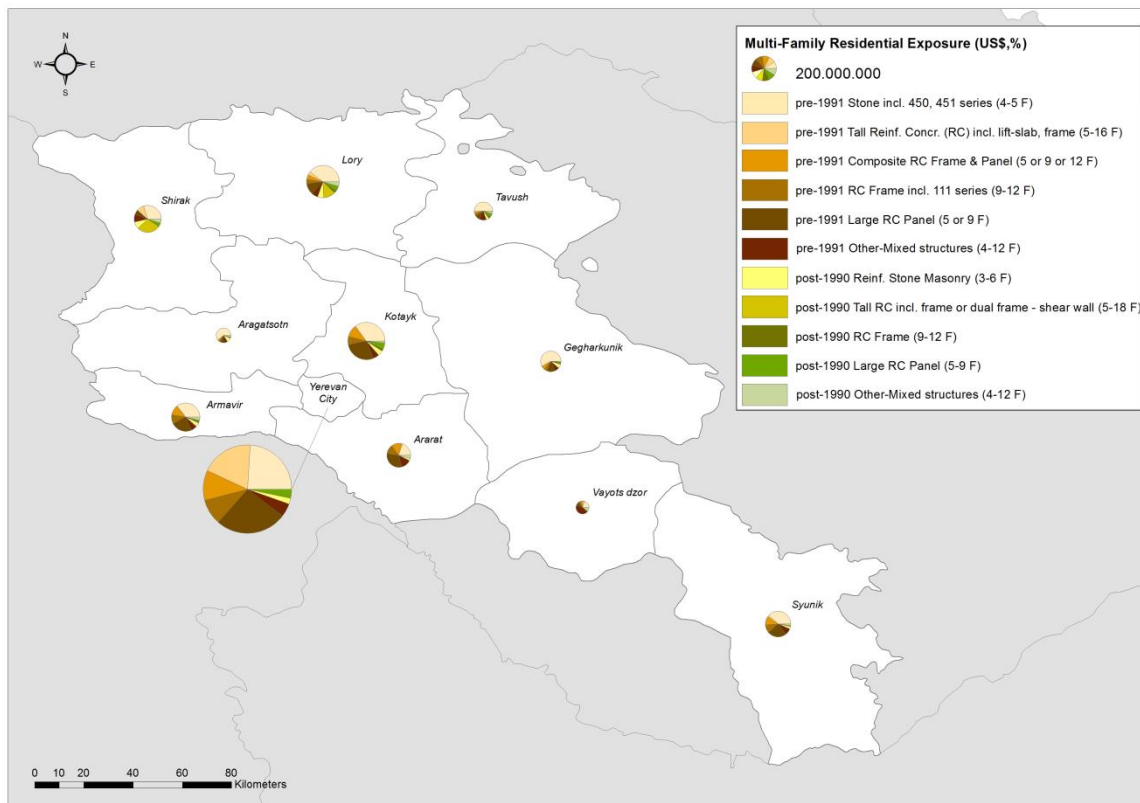 N
W E
S
Multi-Family Residential Exposure (US$,%)
200.000.000
pre-1991 Stone incl. 450, 451 series (4-5 F)
pre-1991 Tall Reinf. Concr. (RC) incl. lift-slab, frame (5-16 F)
pre-1991 Composite RC Frame & Panel (5 or 9 or 12 F)
pre-1991 RC Frame incl. 111 series (9-12 F)
pre-1991 Large RC Panel (5 or 9 F)
pre-1991 Other-Mixed structures (4-12 F)
post-1990 Reinf. Stone Masonry (3-6 F)
post-1990 Tall RC incl. frame or dual frame - shear wall (5-18 F)
post-1990 RC Frame (9-12 F)
post-1990 Large RC Panel (5-9 F)
post-1990 Other-Mixed structures (4-12 F)
Lory
Shirak
Tavush
Aragatsotn
Kotayk
Gegharkunik
Yerevan
City
Armavir
Ararat
Vayots dzor
Syunik
0 10 20 40 60 80
Kilometers